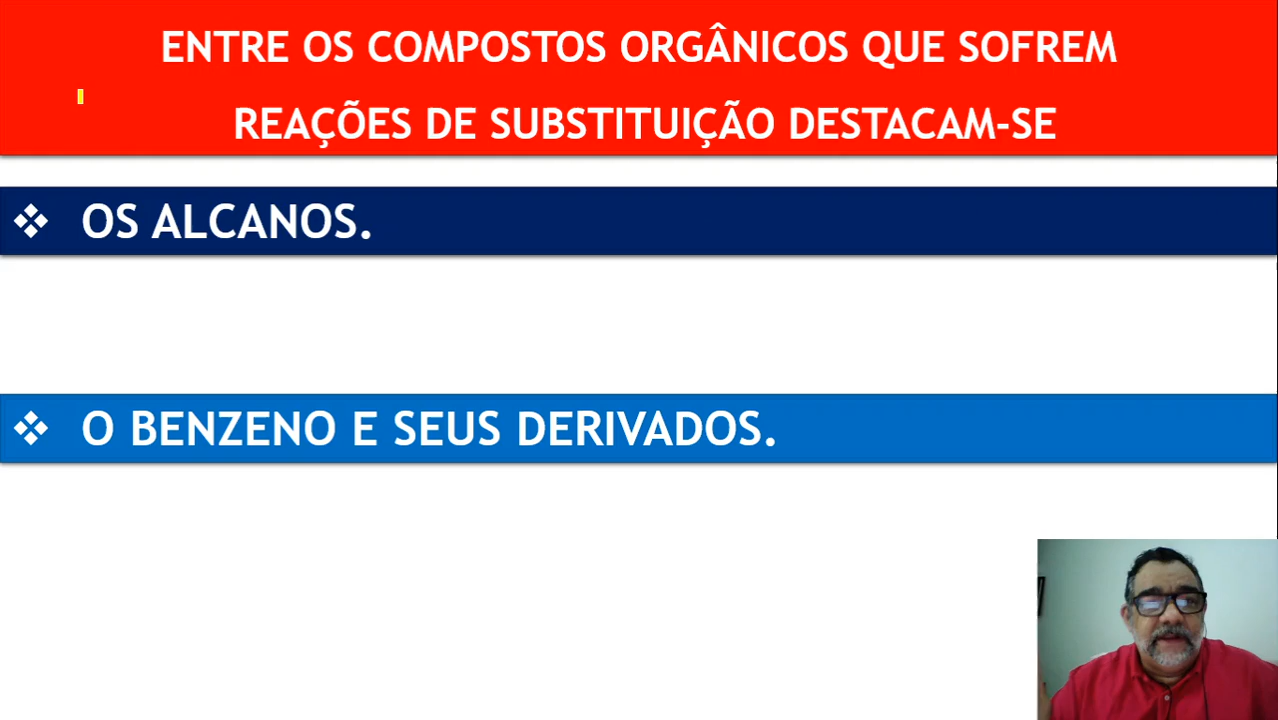 ENTRE OS COMPOSTOS ORGÂNICOS QUE SOFREM
REAÇÕES DE SUBSTITUIÇÃO DESTACAM-SE
❖ OS ALCANOS.
❖ O BENZENO E SEUS DERIVADOS.